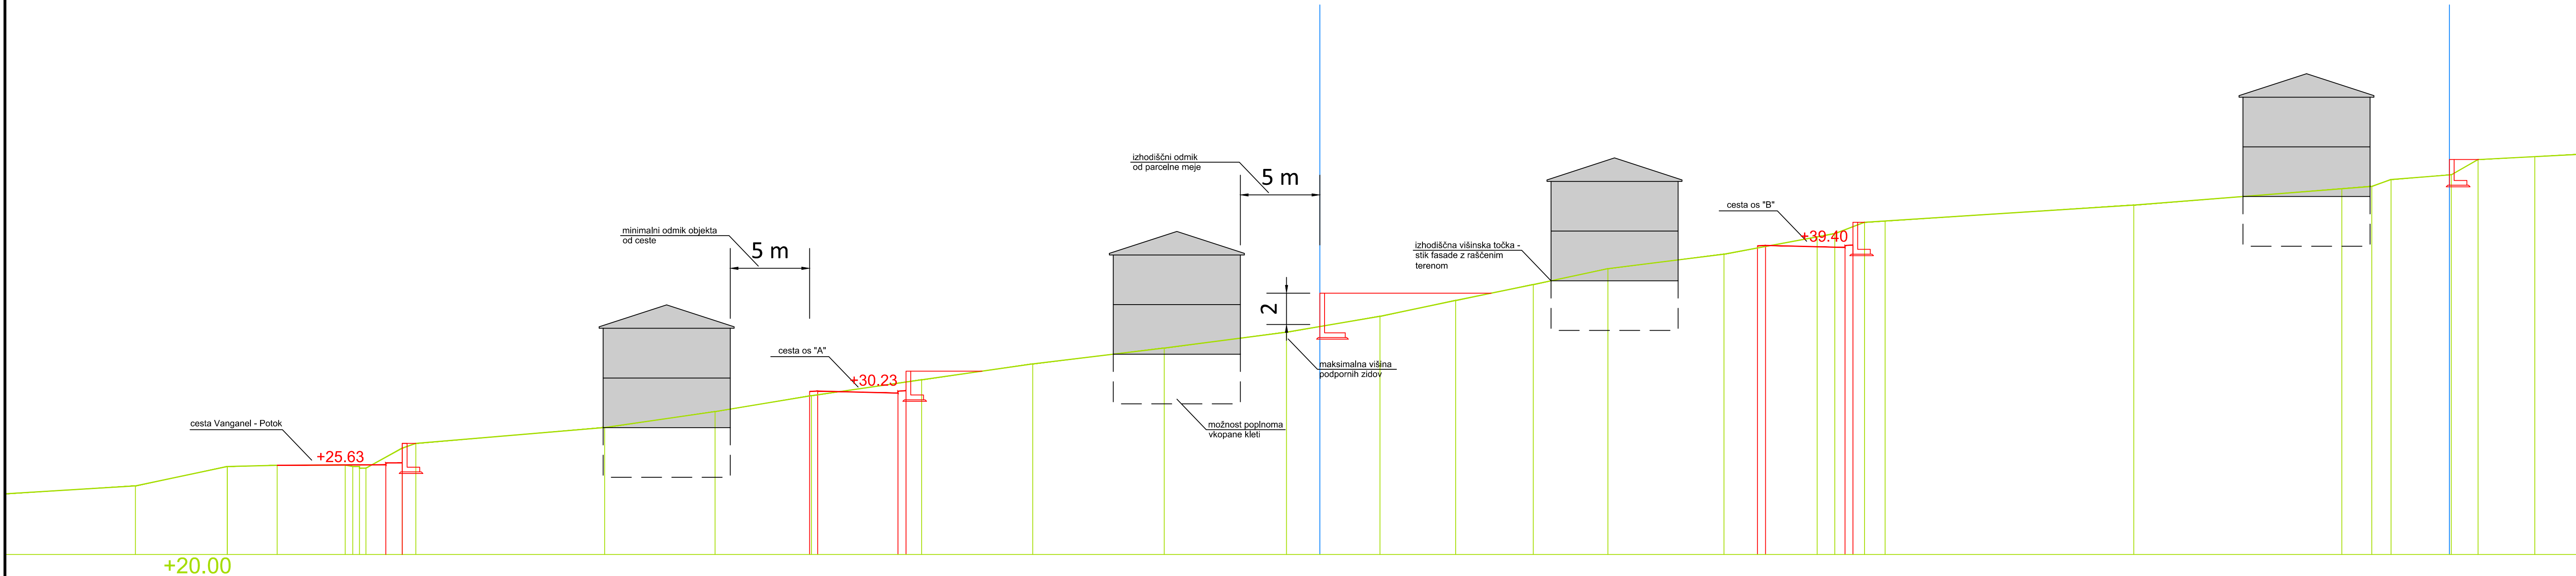 cesta Vanganel - Potok
+25.63
+20.00
minimalni odmik objekta
od ceste
5 m
cesta os "A"
+30.23
izhodiščni odmik
od parcelne meje
5 m
možnost poplnoma
vkopane kleti
2
maksimalna višina
podpornih zidov
izhodiščna višinska točka -
stik fasade z raščenim
terenom
cesta os "B"
+39.40